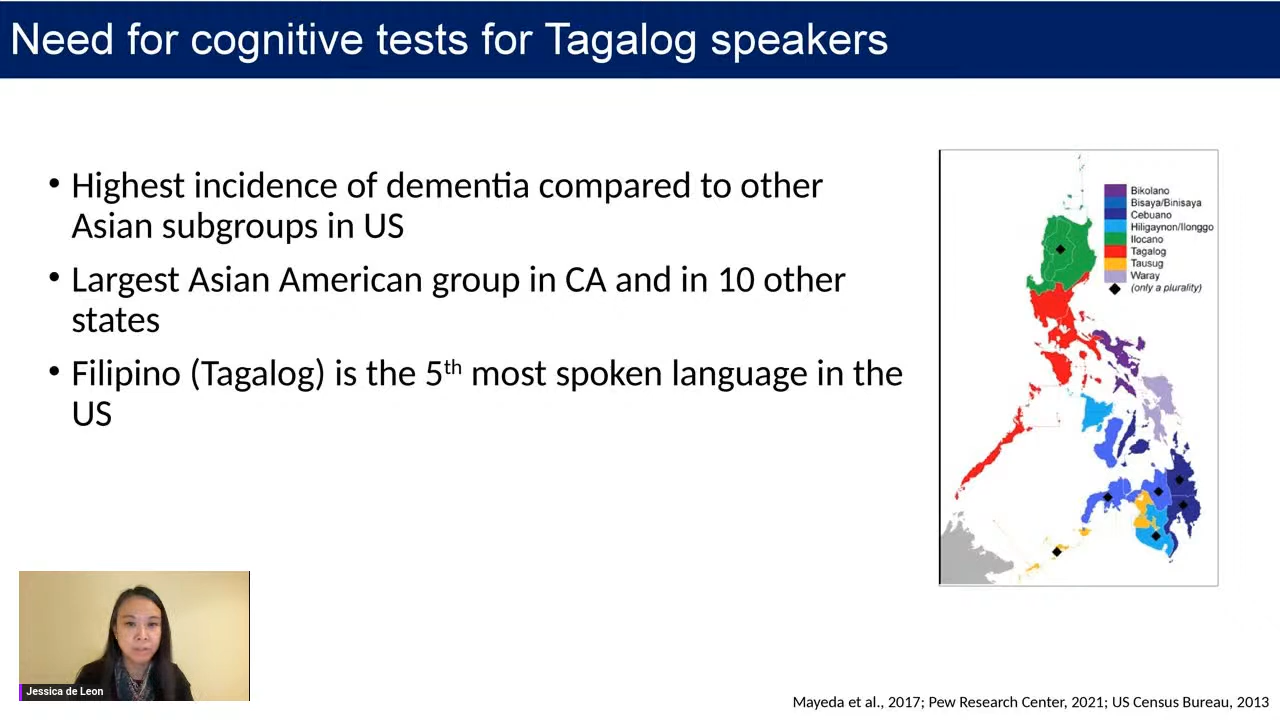 Need for cognitive tests for Tagalog speakers
• Highest incidence of dementia compared to other
Asian subgroups in US
• Largest Asian American group in CA and in 10 other
states
• Filipino (Tagalog) is the 5th most spoken language in the
US
Bikolano
Bisaya/Binisaya
Cebuano
Hiligaynon/Ilonggo
Ilocano
Tagalog
Tausug
Waray
(only a plurality)
Jessica de Leon
Mayeda et al., 2017; Pew Research Center, 2021; US Census Bureau, 2013